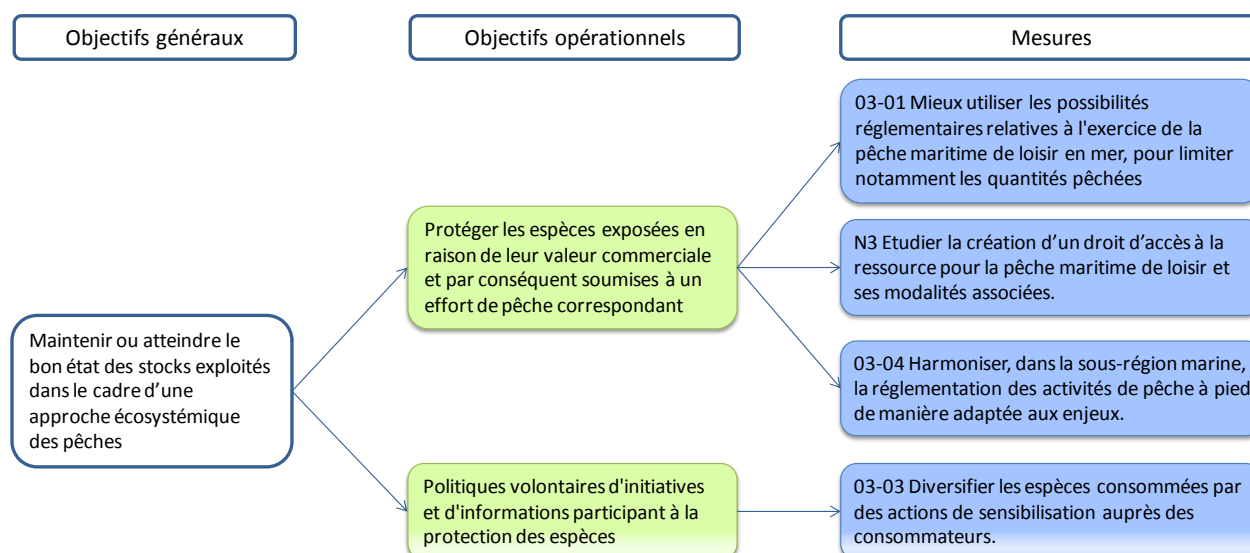 Objectifs généraux
Objectifs opérationnels
Mesures
Maintenir ou atteindre le
bon état des stocks exploités
dans le cadre d’une
approche écosystémique
des pêches
Protéger les espèces exposées en
raison de leur valeur commerciale
et par conséquent soumises à un
effort de pêche correspondant
Politiques volontaires d'initiatives
et d'informations participant à la
protection des espèces
03-01 Mieux utiliser les possibilités
réglementaires relatives à l'exercice de la
pêche maritime de loisir en mer, pour limiter
notamment les quantités pêchées
N3 Etudier la création d’un droit d’accès à la
ressource pour la pêche maritime de loisir et
ses modalités associées.
03-04 Harmoniser, dans la sous-région marine,
la réglementation des activités de pêche à pied
de manière adaptée aux enjeux.
03-03 Diversifier les espèces consommées par
des actions de sensibilisation auprès des
consommateurs.